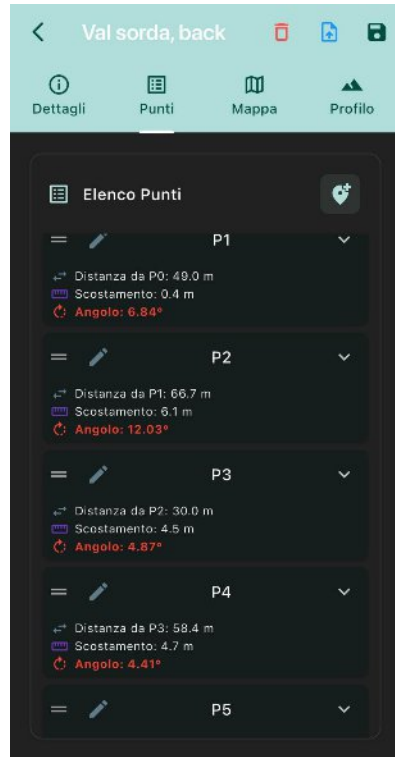 Val sorda, back
Dettagli Punti Mappa Profilo
Elenco Punti
P1
Distanza da P0: 49.0 m
Scostamento: 0.4 m
Angolo: 6.84°
P2
Distanza da P1: 66.7 m
Scostamento: 6.1 m
Angolo: 12.03°
P3
Distanza da P2: 30.0 m
Scostamento: 4.5 m
Angolo: 4.87°
P4
Distanza da P3: 58.4 m
Scostamento: 4.7 m
Angolo: 4.41°
P5